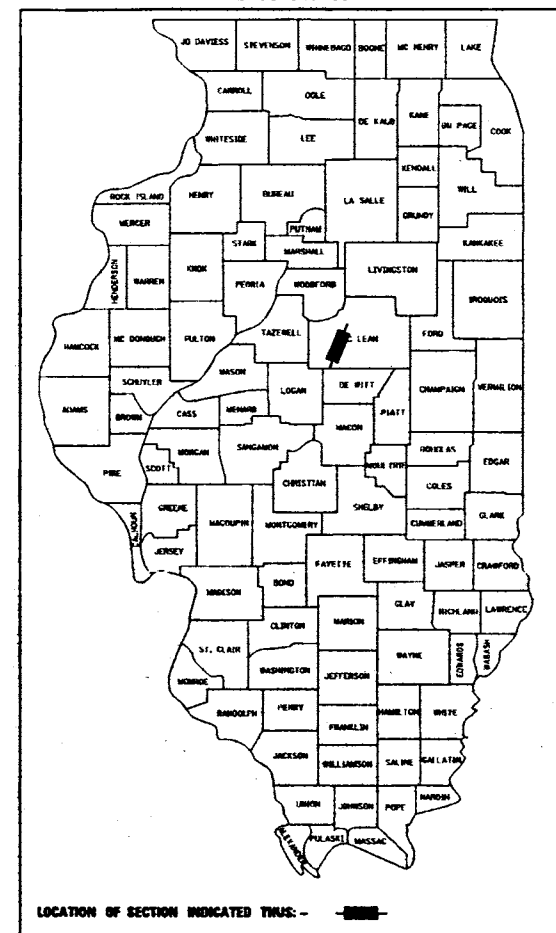 JO DAVIESS STEVENSON WINNEBAGO BOONE MC HENRY LAKE
CARROLL OGLE DE KALB KANE COOK
DU PAGE
WHITESIDE LEE
KENDALL WILL
ROCK ISLAND HENRY BUREAU LA SALLE GRUNDY
MERCER PUTNAM
STARK MARSHALL KANKAKEE
HENDERSON WARREN KNOX PEORIA WOODFORD LIVINGSTON IROQUOIS
HANCOCK MC DONOUGH FULTON TAZEWELL C LEAN FORD
MASON
SCHUYLER LOGAN DE WITT CHAMPAIGN VERMILION
ADAMS BROWN CASS MENARD PIATT
MACON
MORGAN SANGAMON DOUGLAS EDGAR
PIKE SCOTT CHRISTIAN MOULTRIE COLES
SHELBY
CALHOUN GREENE MACOUPIN MONTGOMERY CUMBERLAND CLARK
JERSEY
FAYETTE EFFINGHAM JASPER CRAWFORD
MADISON BOND
CLAY RICHLAND LAWRENCE
CLINTON MARION
ST. CLAIR WAYNE EDWARDS WABASH
WASHINGTON JEFFERSON
MONROE
RANDOLPH PERRY HAMILTON WHITE
FRANKLIN
JACKSON WILLIAMSON SALINE GALLATIN
UNION JOHNSON POPE HARDIN
ALEXANDER PULASKI MASSAC
LOCATION OF SECTION INDICATED THUS: -